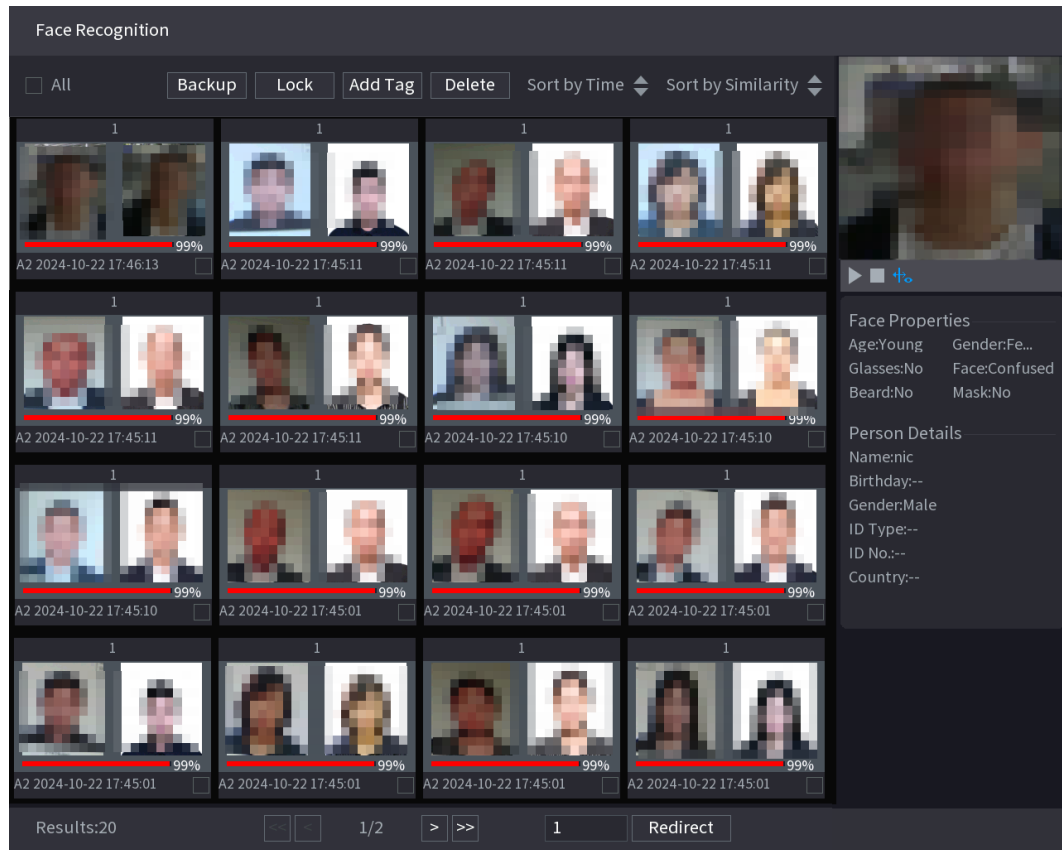 Face Recognition
All Backup Lock Add Tag Delete Sort by Time Sort by Similarity
1 1 1 1
99% 99% 99% 99%
A2 2024-10-22 17:46:13 A2 2024-10-22 17:45:11 A2 2024-10-22 17:45:11 A2 2024-10-22 17:45:11
1 1 1 1
99% 99% 99% 99%
A2 2024-10-22 17:45:11 A2 2024-10-22 17:45:11 A2 2024-10-22 17:45:10 A2 2024-10-22 17:45:10
1 1 1 1
99% 99% 99% 99%
A2 2024-10-22 17:45:10 A2 2024-10-22 17:45:01 A2 2024-10-22 17:45:01 A2 2024-10-22 17:45:01
1 1 1 1
99% 99% 99% 99%
A2 2024-10-22 17:45:01 A2 2024-10-22 17:45:01 A2 2024-10-22 17:45:01 A2 2024-10-22 17:45:01
Face Properties
Age:Young Gender:Fe...
Glasses:No Face:Confused
Beard:No Mask:No
Person Details
Name:nic
Birthday:--
Gender:Male
ID Type:--
ID No.:--
Country:--
Results:20 << < 1/2 > >> 1 Redirect